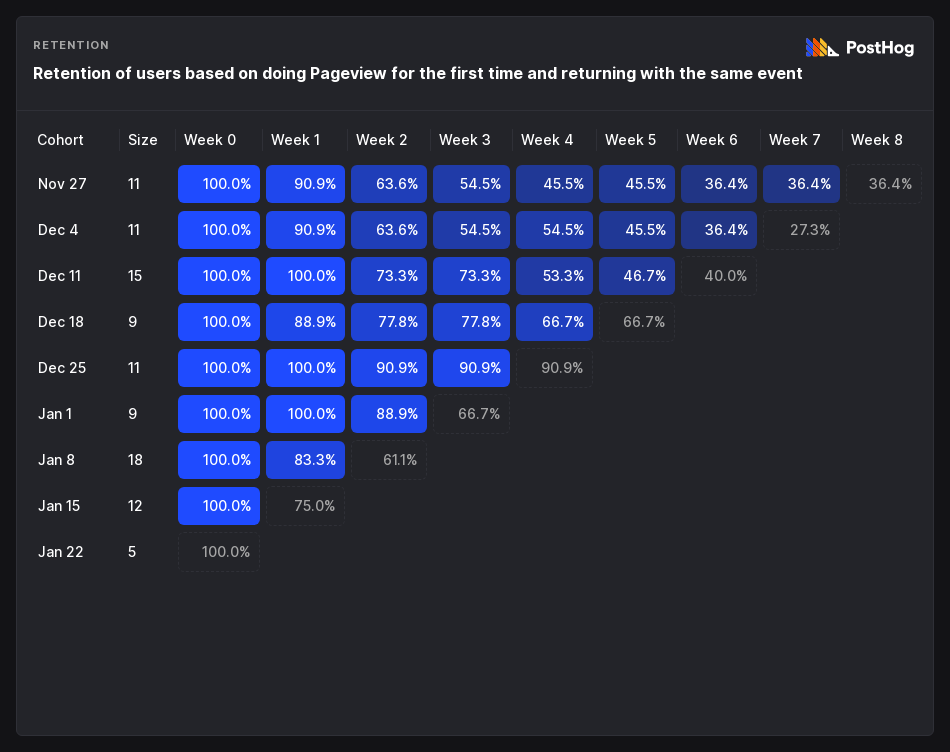 RETENTION
PostHog
Retention of users based on doing Pageview for the first time and returning with the same event
Cohort Size Week 0 Week 1 Week 2 Week 3 Week 4 Week 5 Week 6 Week 7 Week 8
Nov 27 11 100.0% 90.9% 63.6% 54.5% 45.5% 45.5% 36.4% 36.4% 36.4%
Dec 4 11 100.0% 90.9% 63.6% 54.5% 54.5% 45.5% 36.4% 27.3%
Dec 11 15 100.0% 100.0% 73.3% 73.3% 53.3% 46.7% 40.0%
Dec 18 9 100.0% 88.9% 77.8% 77.8% 66.7% 66.7%
Dec 25 11 100.0% 100.0% 90.9% 90.9% 90.9%
Jan 1 9 100.0% 100.0% 88.9% 66.7%
Jan 8 18 100.0% 83.3% 61.1%
Jan 15 12 100.0% 75.0%
Jan 22 5 100.0%